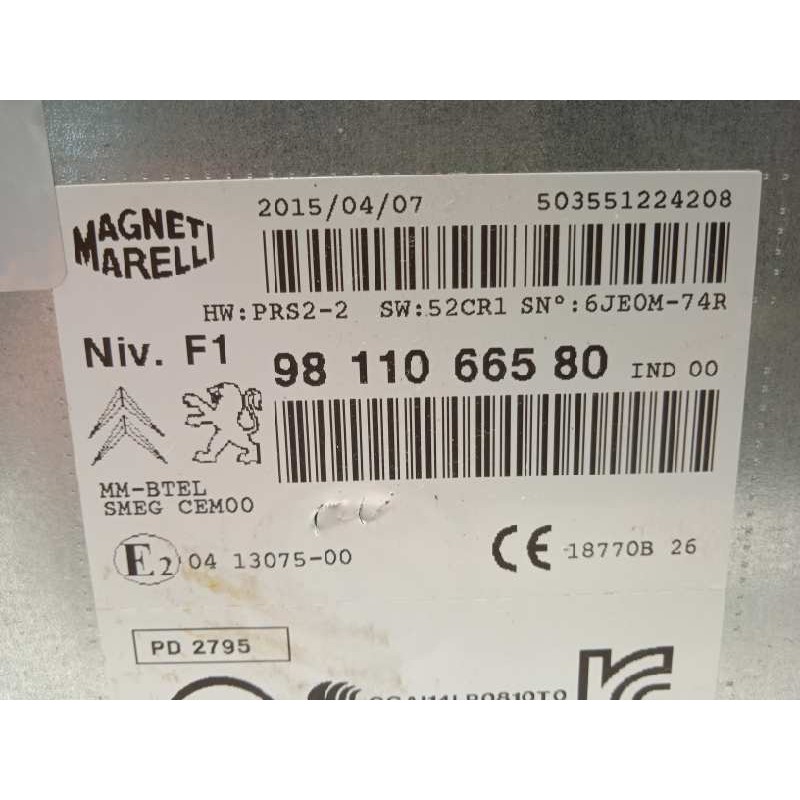 MAGNETI
MARELLI
2015/04/07 503551224208
HW:PRS2-2 SW:52CR1 SN°:6JE0M-74R
Niv. F1 98 110 665 80 IND 00
MM-BTEL
SMEG CEM00
E2 04 13075-00 CE 18770B 26
PD 2795